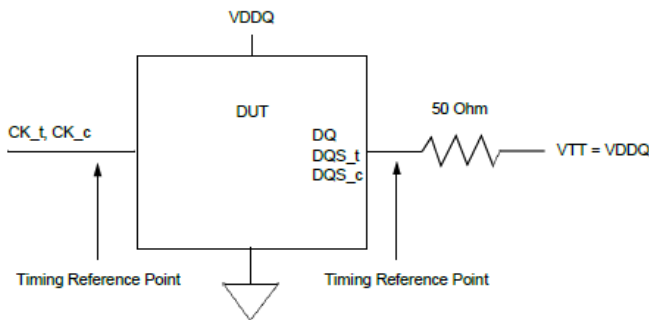 VDDQ
DUT
50 Ohm
CK_t, CK_c
DQ
DQS_t
DQS_c
VTT = VDDQ
Timing Reference Point
Timing Reference Point